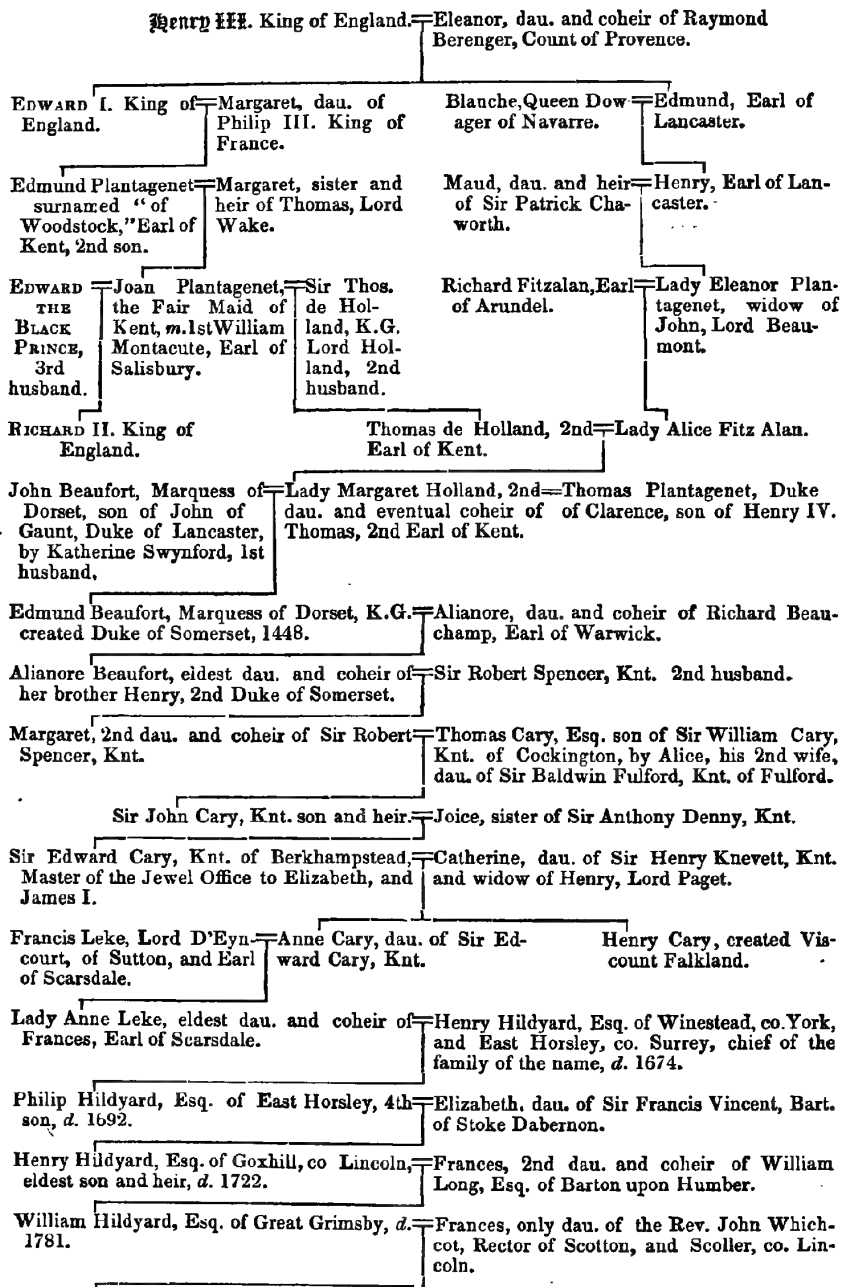 Henry III. King of England.=Eleanor, dau. and coheir of Raymond
Berenger, Count of Provence.
EDWARD I. King of
England.
=Margaret, dau. of
Philip III. King of
France.
Blanche, Queen Dow-
ager of Navarre.
=Edmund, Earl of
Lancaster.
Edmund Plantagenet
surnamed "of
Woodstock," Earl of
Kent, 2nd son.
=Margaret, sister and
heir of Thomas, Lord
Wake.
Maud, dau. and heir
of Sir Patrick Cha-
worth.
=Henry, Earl of Lan-
caster.
EDWARD
THE
BLACK
PRINCE,
3rd
husband.
=Joan Plantagenet,
the Fair Maid of
Kent, m. 1st William
Montacute, Earl of
Salisbury.
=Sir Thos.
de Hol-
land, K.G.
Lord Hol-
land, 2nd
husband.
Richard Fitzalan, Earl
of Arundel.
=Lady Eleanor Plan-
tagenet, widow of
John, Lord Beau-
mont.
RICHARD II. King of
England.
Thomas de Holland, 2nd
Earl of Kent.
=Lady Alice Fitz Alan.
John Beaufort, Marquess of
Dorset, son of John of
Gaunt, Duke of Lancaster,
by Katherine Swynford, 1st
husband.
=Lady Margaret Holland, 2nd
dau. and eventual coheir of
Thomas, 2nd Earl of Kent.
=Thomas Plantagenet, Duke
of Clarence, son of Henry IV.
Edmund Beaufort, Marquess of Dorset, K.G.
created Duke of Somerset, 1448.
=Alianore, dau. and coheir of Richard Beau-
champ, Earl of Warwick.
Alianore Beaufort, eldest dau. and coheir of
her brother Henry, 2nd Duke of Somerset.
=Sir Robert Spencer, Knt. 2nd husband.
Margaret, 2nd dau. and coheir of Sir Robert
Spencer, Knt.
=Thomas Cary, Esq. son of Sir William Cary,
Knt. of Cockington, by Alice, his 2nd wife,
dau. of Sir Baldwin Fulford, Knt. of Fulford.
Sir John Cary, Knt. son and heir.=Joice, sister of Sir Anthony Denny, Knt.
Sir Edward Cary, Knt. of Berkhampstead,
Master of the Jewel Office to Elizabeth, and
James I.
=Catherine, dau. of Sir Henry Knevett, Knt.
and widow of Henry, Lord Paget.
Francis Leke, Lord D'Eyn-
court, of Sutton, and Earl
of Scarsdale.
=Anne Cary, dau. of Sir Ed-
ward Cary, Knt.
Henry Cary, created Vis-
count Falkland.
Lady Anne Leke, eldest dau. and coheir of
Frances, Earl of Scarsdale.
=Henry Hildyard, Esq. of Winestead, co. York,
and East Horsley, co. Surrey, chief of the
family of the name, d. 1674.
Philip Hildyard, Esq. of East Horsley, 4th
son, d. 1692.
=Elizabeth, dau. of Sir Francis Vincent, Bart.
of Stoke Dabernon.
Henry Hildyard, Esq. of Goxhill, co Lincoln,
eldest son and heir, d. 1722.
=Frances, 2nd dau. and coheir of William
Long, Esq. of Barton upon Humber.
William Hildyard, Esq. of Great Grimsby, d.
1781.
=Frances, only dau. of the Rev. John Which-
cot, Rector of Scotton, and Scoller, co. Lin-
coln.